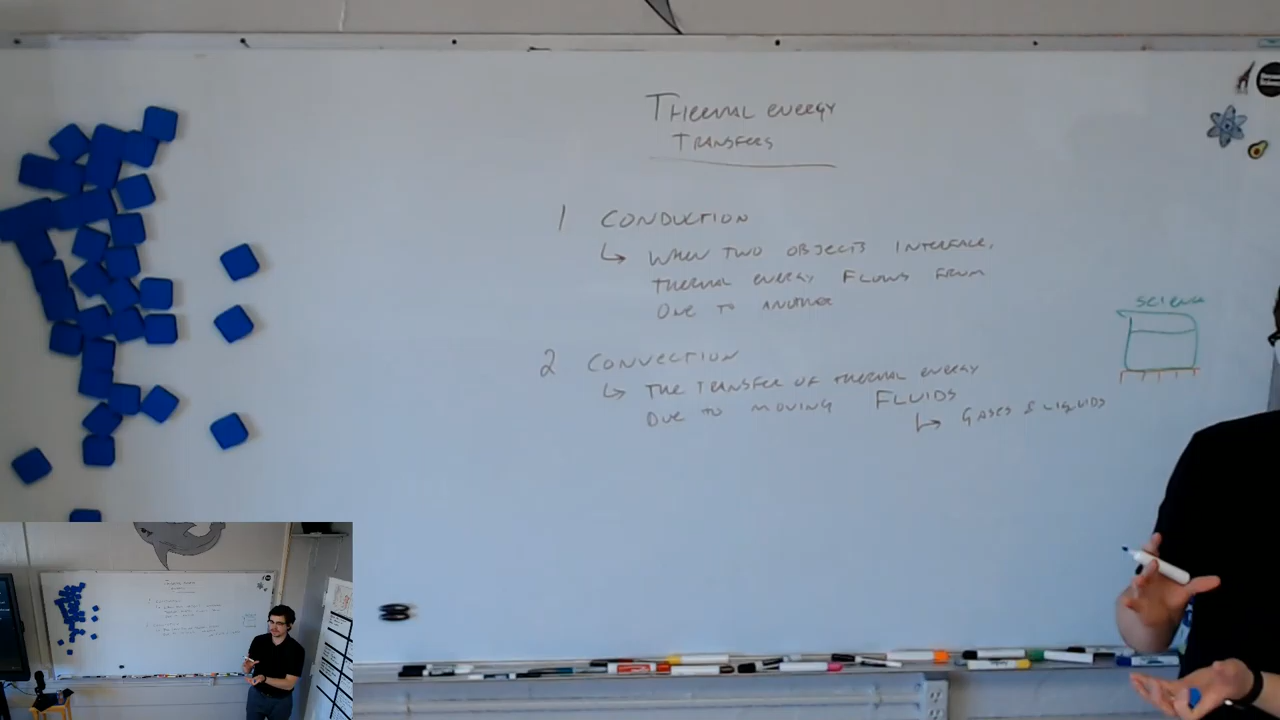 THERMAL ENERGY
TRANSFERS
1 CONDUCTION
↳ WHEN TWO OBJECTS INTERFACE,
THERMAL ENERGY FLOWS FROM
ONE TO ANOTHER
2 CONVECTION
↳ THE TRANSFER OF THERMAL ENERGY
DUE TO MOVING FLUIDS
↳ GASES & LIQUIDS
science